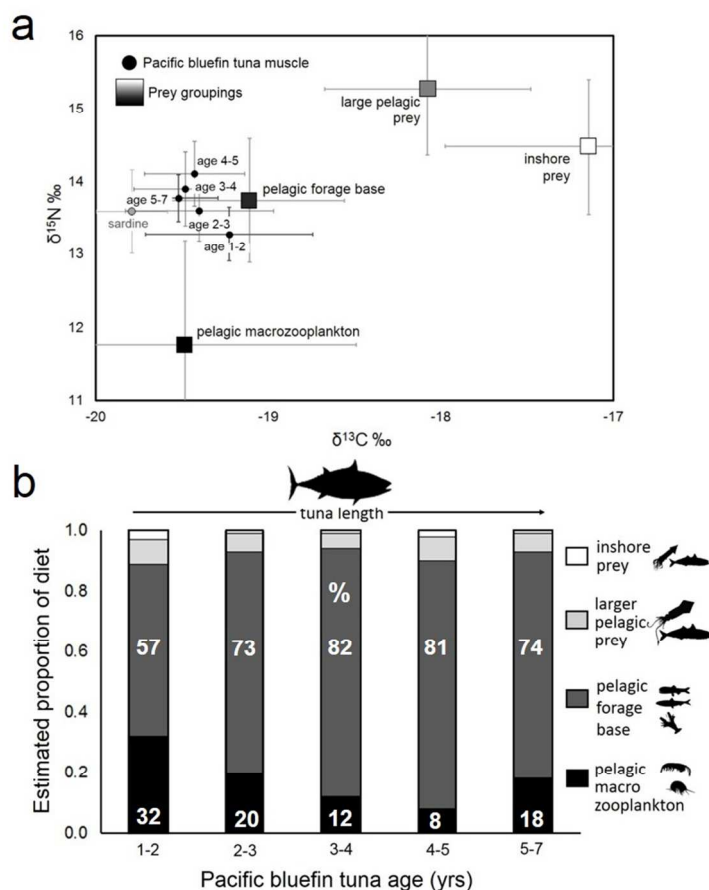 a
16
15
14
13
12
11
δ15N ‰
Pacific bluefin tuna muscle
Prey groupings
large pelagic
prey
inshore
prey
age 4-5
age 3-4
age 5-7
pelagic forage base
sardine
age 2-3
age 1-2
pelagic macrozooplankton
-20
-19
-18
-17
δ13C ‰
b
tuna length
Estimated proportion of diet
1.0
0.8
0.6
0.4
0.2
0.0
%
57
73
82
81
74
32
20
12
8
18
1-2
2-3
3-4
4-5
5-7
Pacific bluefin tuna age (yrs)
inshore
prey
larger
pelagic
prey
pelagic
forage
base
pelagic
macro
zooplankton